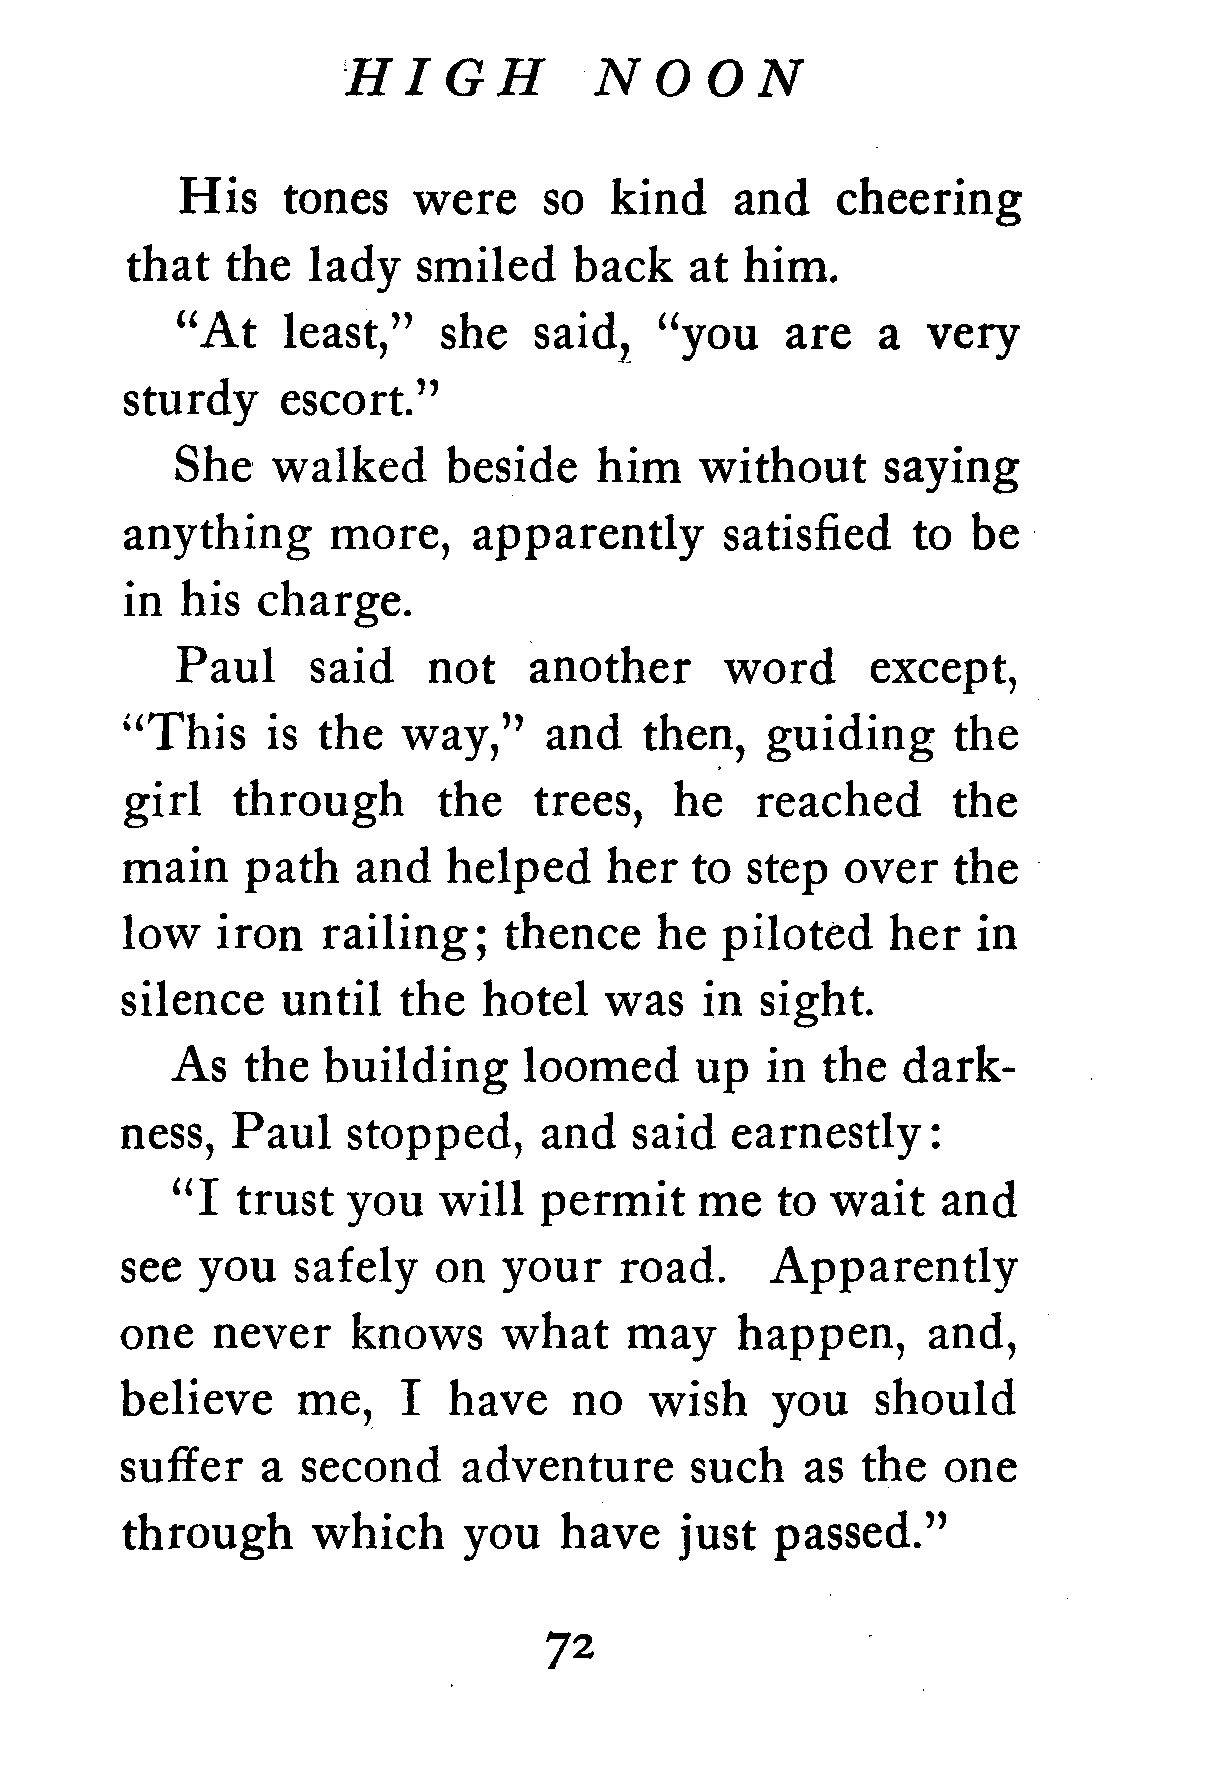 HIGH NOON
His tones were so kind and cheering
that the lady smiled back at him.
“At least,” she said, “you are a very
sturdy escort.”
She walked beside him without saying
anything more, apparently satisfied to be
in his charge.
Paul said not another word except,
“This is the way,” and then, guiding the
girl through the trees, he reached the
main path and helped her to step over the
low iron railing; thence he piloted her in
silence until the hotel was in sight.
As the building loomed up in the dark-
ness, Paul stopped, and said earnestly:
“I trust you will permit me to wait and
see you safely on your road. Apparently
one never knows what may happen, and,
believe me, I have no wish you should
suffer a second adventure such as the one
through which you have just passed.”
72